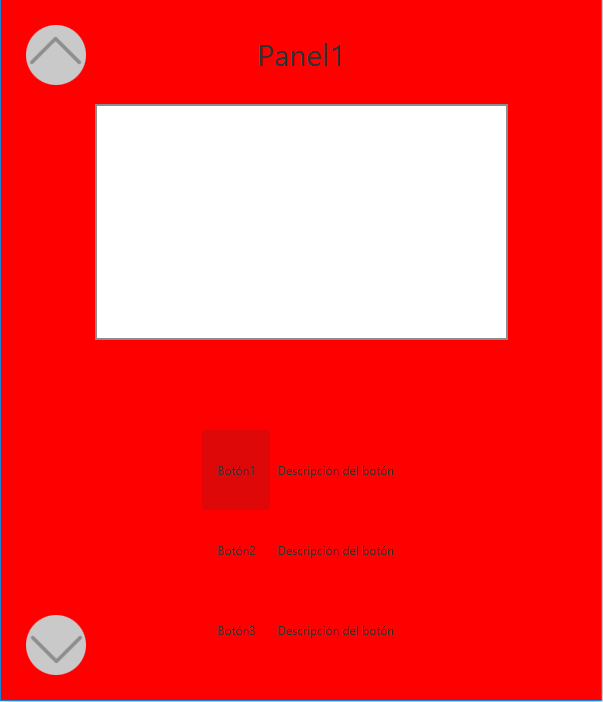 Panel1
Botón1 Descripción del botón
Botón2 Descripción del botón
Botón3 Descripción del botón